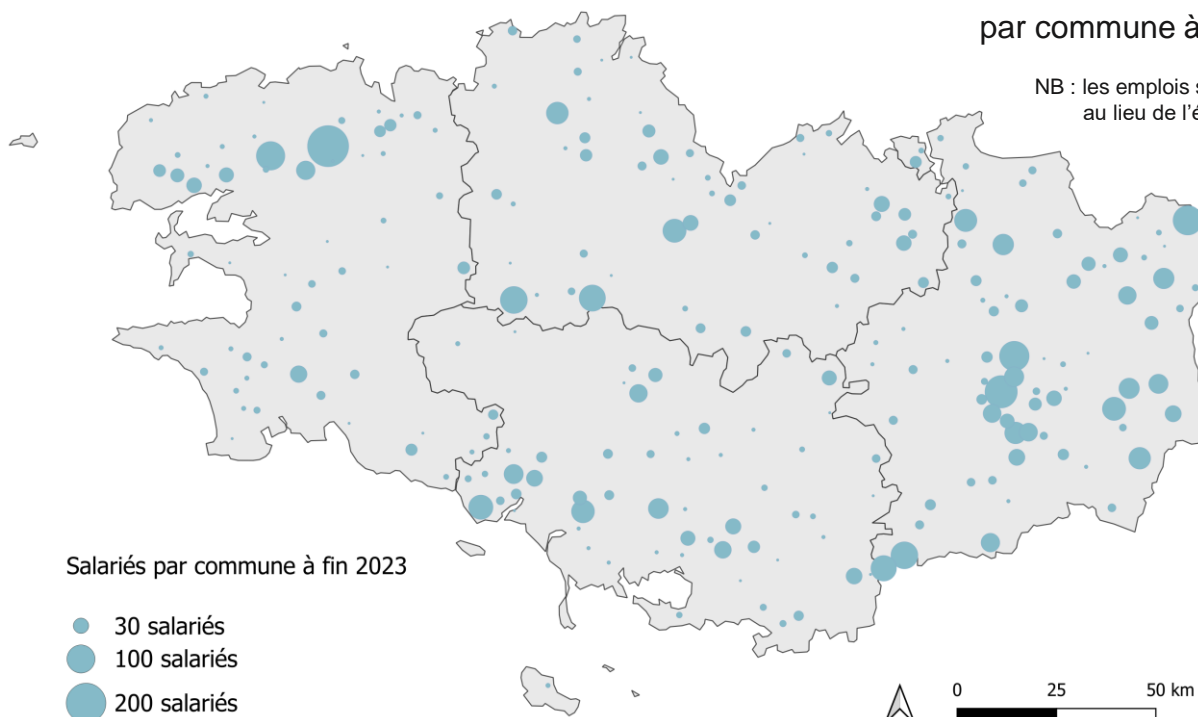 par commune à
NB : les emplois s
au lieu de l'é
Salariés par commune à fin 2023
30 salariés
100 salariés
200 salariés
0 25 50 km